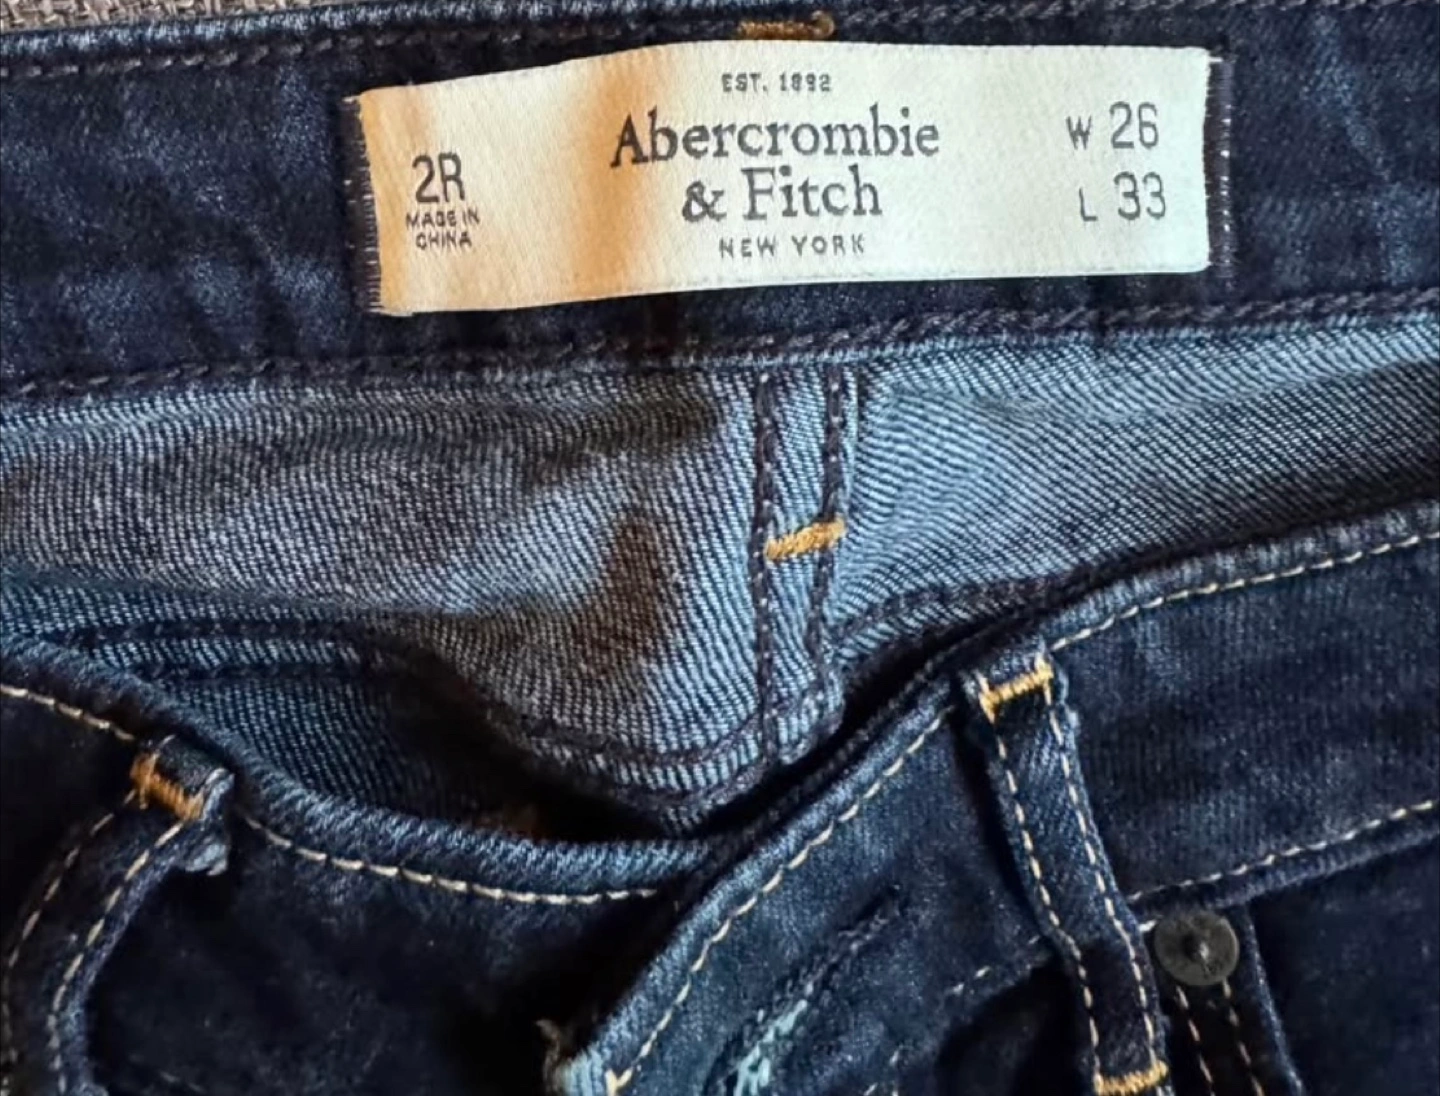 EST. 1892
Abercrombie
& Fitch
NEW YORK
2R
MADE IN
CHINA
W 26
L 33